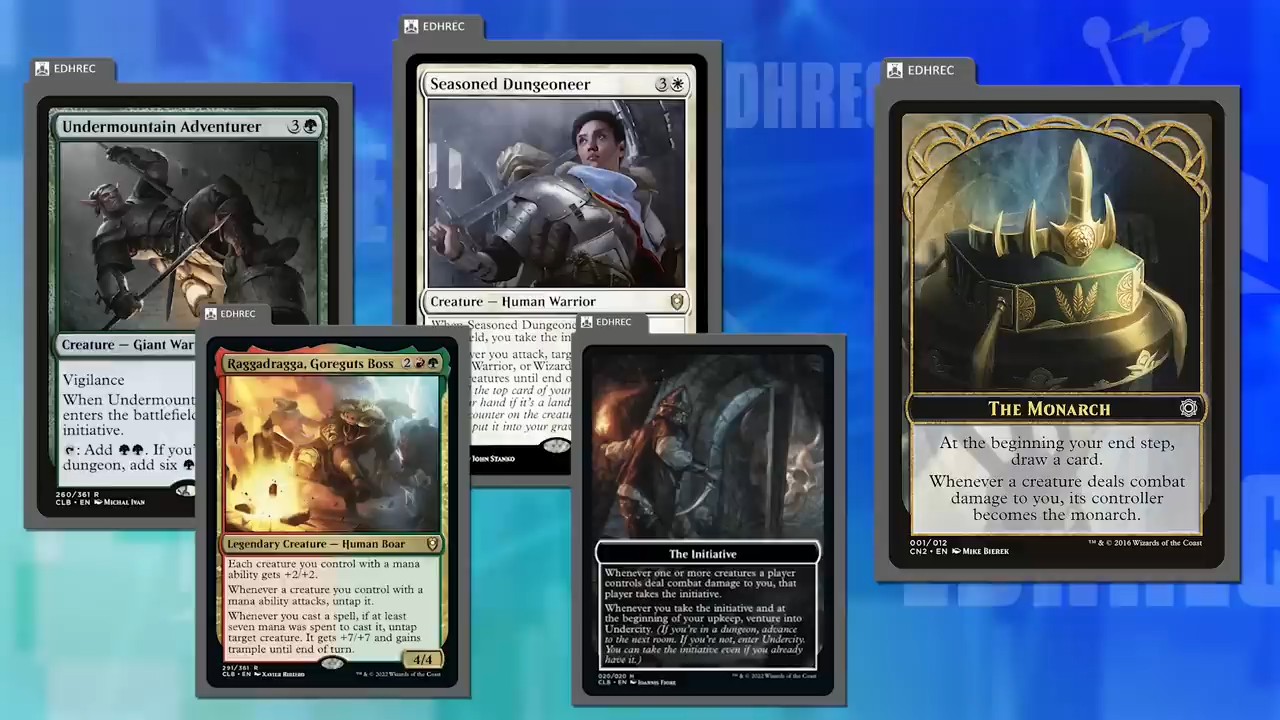 EDHREC
Undermountain Adventurer 3
Creature — Giant War
Vigilance
When Undermount
enters the battlefield
initiative.
: Add . If you'
dungeon, add six
260/361 R
CLB • EN MICHAL IVAN
EDHREC
Seasoned Dungeoneer 3
Creature — Human Warrior
When Seasoned Dungeone
eld, you take the in
ver you attack, targ
Warrior, or Wizard
eatures until end o
the top card of your
r hand if it's a land
ounter on the creatu
put it into your grav
JOHN STANKO
EDHREC
Raggadragga, Goreguts Boss 2
Legendary Creature — Human Boar
Each creature you control with a mana
ability gets +2/+2.
Whenever a creature you control with a
mana ability attacks, untap it.
Whenever you cast a spell, if at least
seven mana was spent to cast it, untap
target creature. It gets +7/+7 and gains
trample until end of turn.
4/4
291/361 R
CLB • EN XAVIER RIBEIRO
™ & © 2022 Wizards of the Coast
EDHREC
The Initiative
Whenever one or more creatures a player
controls deal combat damage to you, that
player takes the initiative.
Whenever you take the initiative and at
the beginning of your upkeep, venture into
Undercity. (If you're in a dungeon, advance
to the next room. If you're not, enter Undercity.
You can take the initiative even if you already
have it.)
020/020 M
CLB • EN IOANNIS FIORE
™ & © 2022 Wizards of the Coast
EDHREC
THE MONARCH
At the beginning your end step,
draw a card.
Whenever a creature deals combat
damage to you, its controller
becomes the monarch.
001/012
CN2 • EN MIKE BIEREK
™ & © 2016 Wizards of the Coast
DHREC